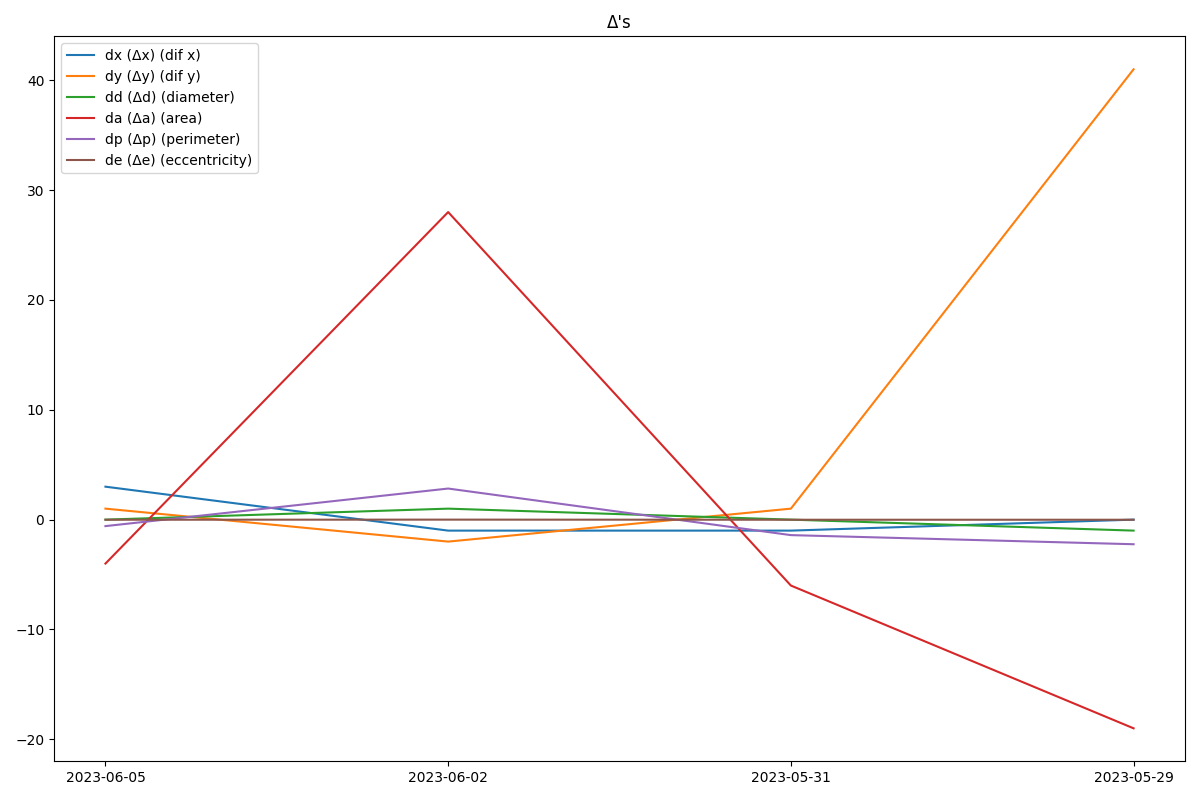 Δ's
dx (Δx) (dif x)
dy (Δy) (dif y)
dd (Δd) (diameter)
da (Δa) (area)
dp (Δp) (perimeter)
de (Δe) (eccentricity)
40
30
20
10
0
−10
−20
2023-06-05 2023-06-02 2023-05-31 2023-05-29